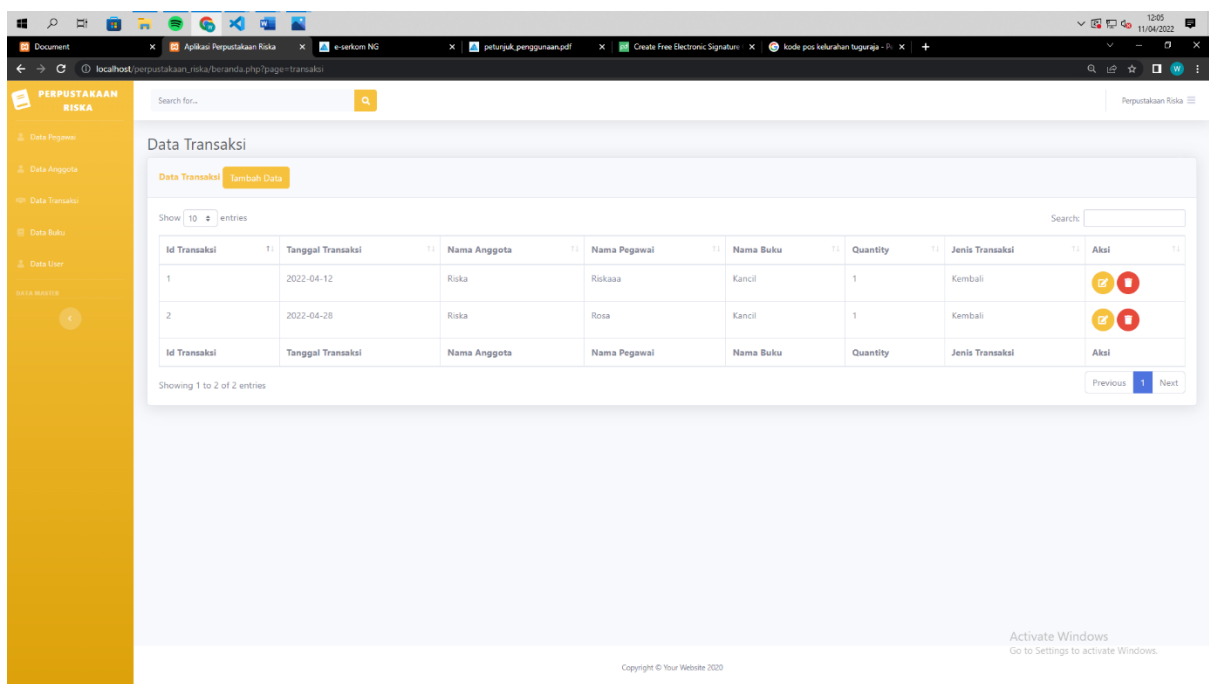 12:05
11/04/2022
Document
Aplikasi Perpustakaan Riska
e-serkom NG
petunjuk_penggunaan.pdf
Create Free Electronic Signature
kode pos kelurahan tuguraja - P
localhost/perpustakaan_riska/beranda.php?page=transaksi
PERPUSTAKAAN
RISKA
Search for...
Perpustakaan Riska
Data Pegawai
Data Anggota
Data Transaksi
Data Buku
Data User
DATA MASTER
Data Transaksi
Data Transaksi Tambah Data
Show 10 entries Search:
Id Transaksi Tanggal Transaksi Nama Anggota Nama Pegawai Nama Buku Quantity Jenis Transaksi Aksi
1 2022-04-12 Riska Riskaaa Kancil 1 Kembali
2 2022-04-28 Riska Rosa Kancil 1 Kembali
Id Transaksi Tanggal Transaksi Nama Anggota Nama Pegawai Nama Buku Quantity Jenis Transaksi Aksi
Showing 1 to 2 of 2 entries Previous 1 Next
Activate Windows
Go to Settings to activate Windows.
Copyright © Your Website 2020